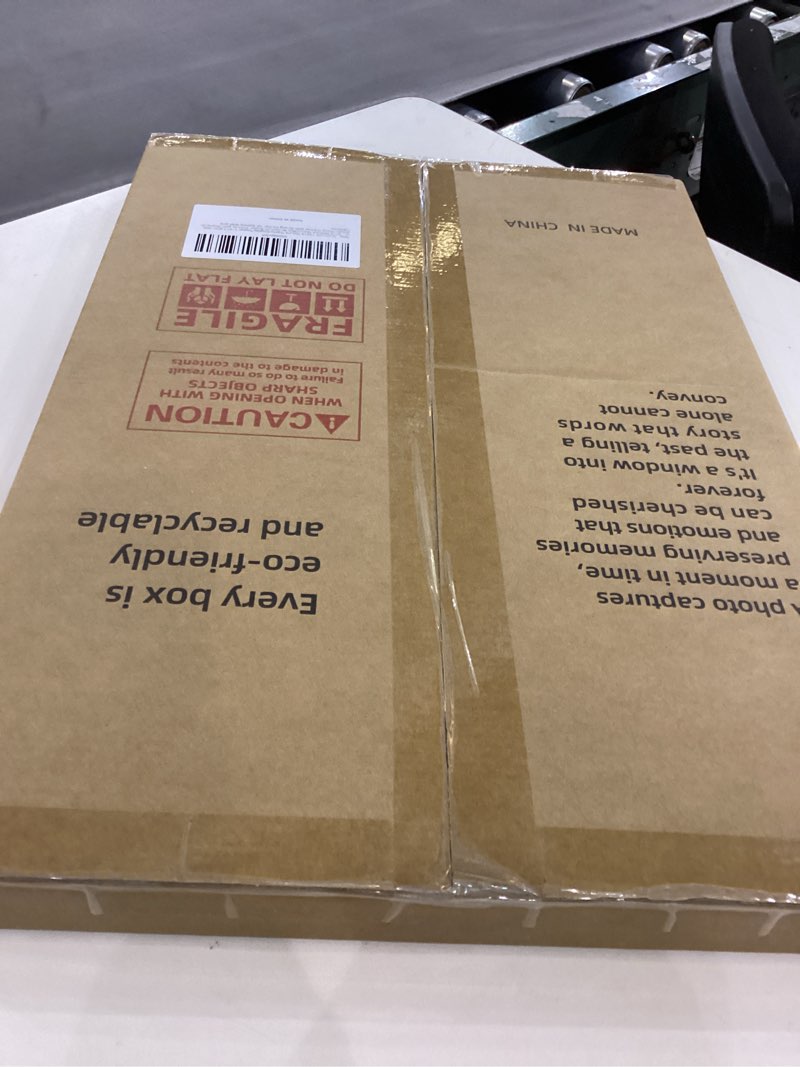 A photo captures
a moment in time,
preserving memories
and emotions that
can be cherished
forever.
It's a window into
the past, telling a
story that words
alone cannot
convey.
MADE IN CHINA
Every box is
eco-friendly
and recyclable
CAUTION
WHEN OPENING WITH
SHARP OBJECTS
Failure to do so many result
in damage to the contents
FRAGILE
DO NOT LAY FLAT